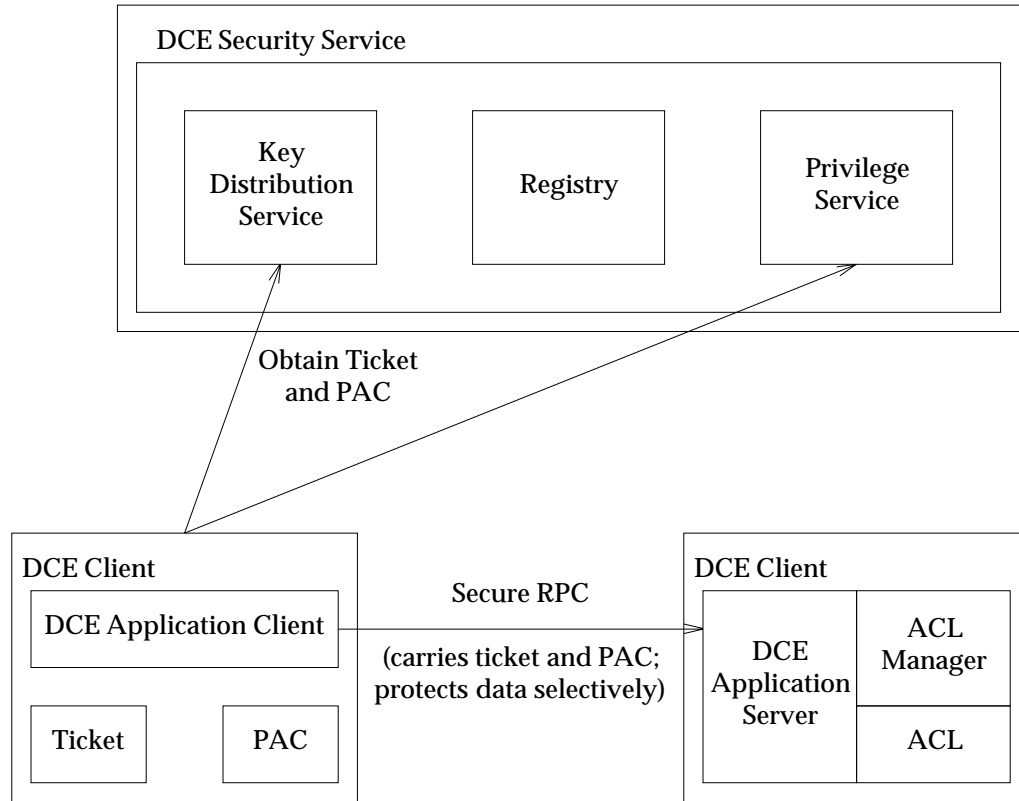 DCE Security Service
Key
Distribution
Service
Registry
Privilege
Service
Obtain Ticket
and PAC
DCE Client
DCE Application Client
Ticket
PAC
Secure RPC
(carries ticket and PAC;
protects data selectively)
DCE Client
DCE
Application
Server
ACL
Manager
ACL